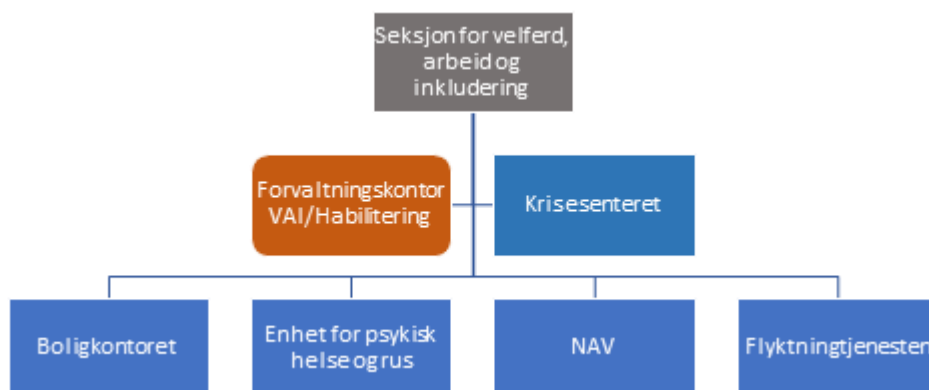 Seksjon for velferd,
arbeid og
inkludering
Forvaltningskontor
VAI/Habilitering
Krisesenteret
Boligkontoret
Enhet for psykisk
helse og rus
NAV
Flyktningtjenesten